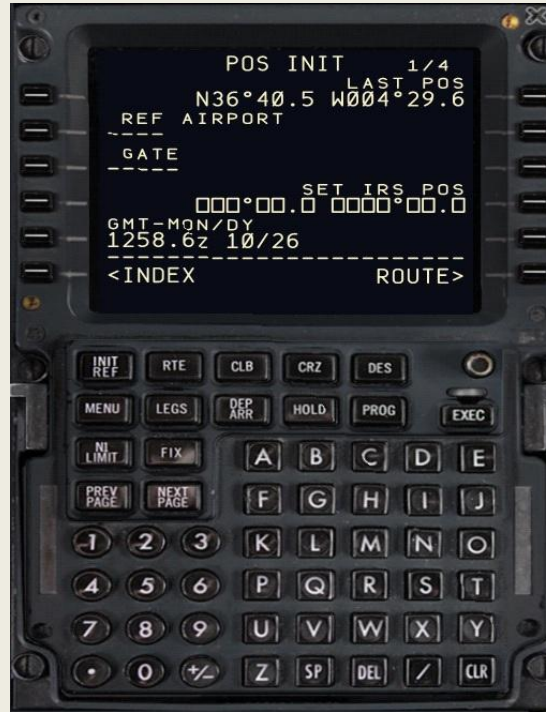 POS INIT 1/4
LAST POS
N36°40.5 W004°29.6
REF AIRPORT
----
GATE
-----
SET IRS POS
□□□°□□.□ □□□□°□□.□
GMT-MON/DY
1258.6z 10/26
------------------------
<INDEX ROUTE>
INIT REF RTE CLB CRZ DES
MENU LEGS DEP ARR HOLD PROG EXEC
N1 LIMIT FIX A B C D E
PREV PAGE NEXT PAGE F G H I J
1 2 3 K L M N O
4 5 6 P Q R S T
7 8 9 U V W X Y
. 0 +/- Z SP DEL / CLR